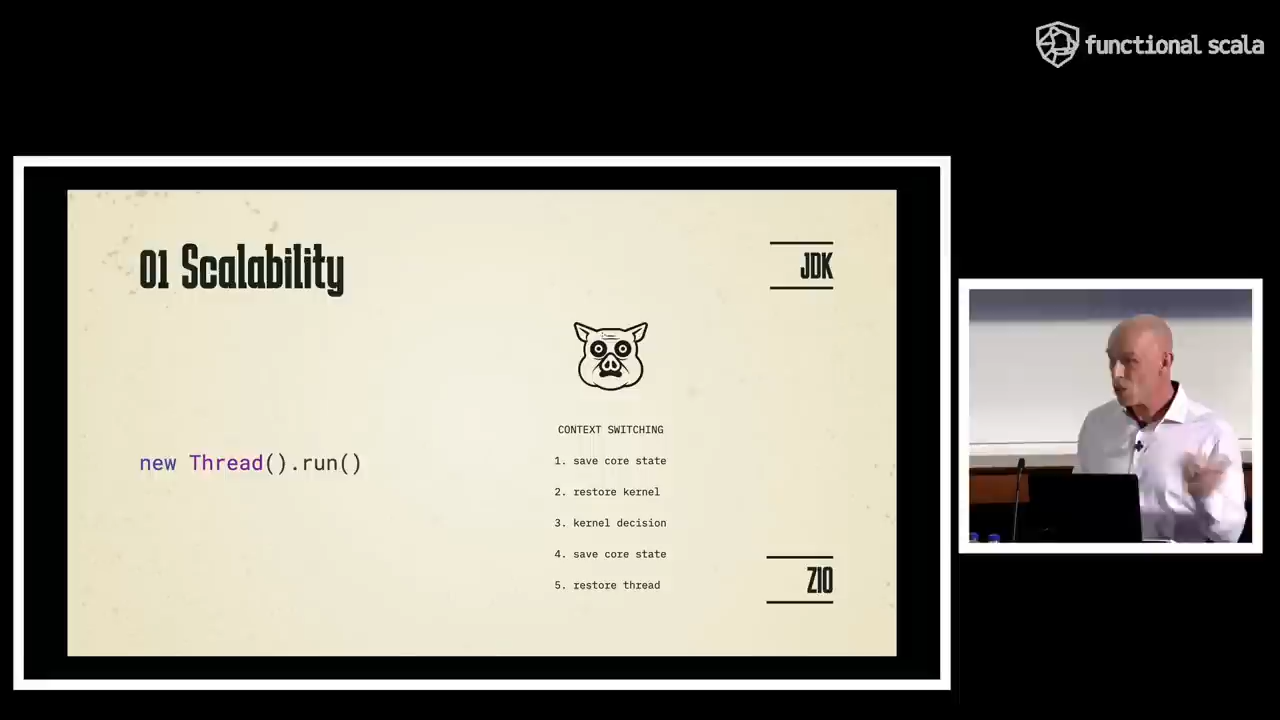 functional scala
01 Scalability
JDK
CONTEXT SWITCHING
new Thread().run()
1. save core state
2. restore kernel
3. kernel decision
4. save core state
5. restore thread
ZIO